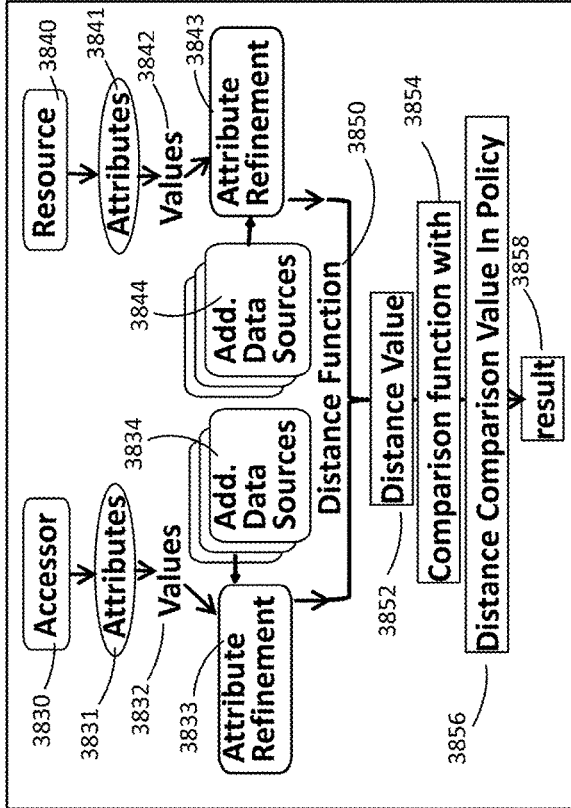 3830
Accessor
3831
Attributes
3832
Values
3833
Attribute
Refinement
3834
Add.
Data
Sources
Resource
3840
Attributes
3841
Values
3842
Attribute
Refinement
3843
3844
Add.
Data
Sources
Distance Function
3850
3852
Distance Value
Comparison function with
3854
3856
Distance Comparison Value In Policy
result
3858